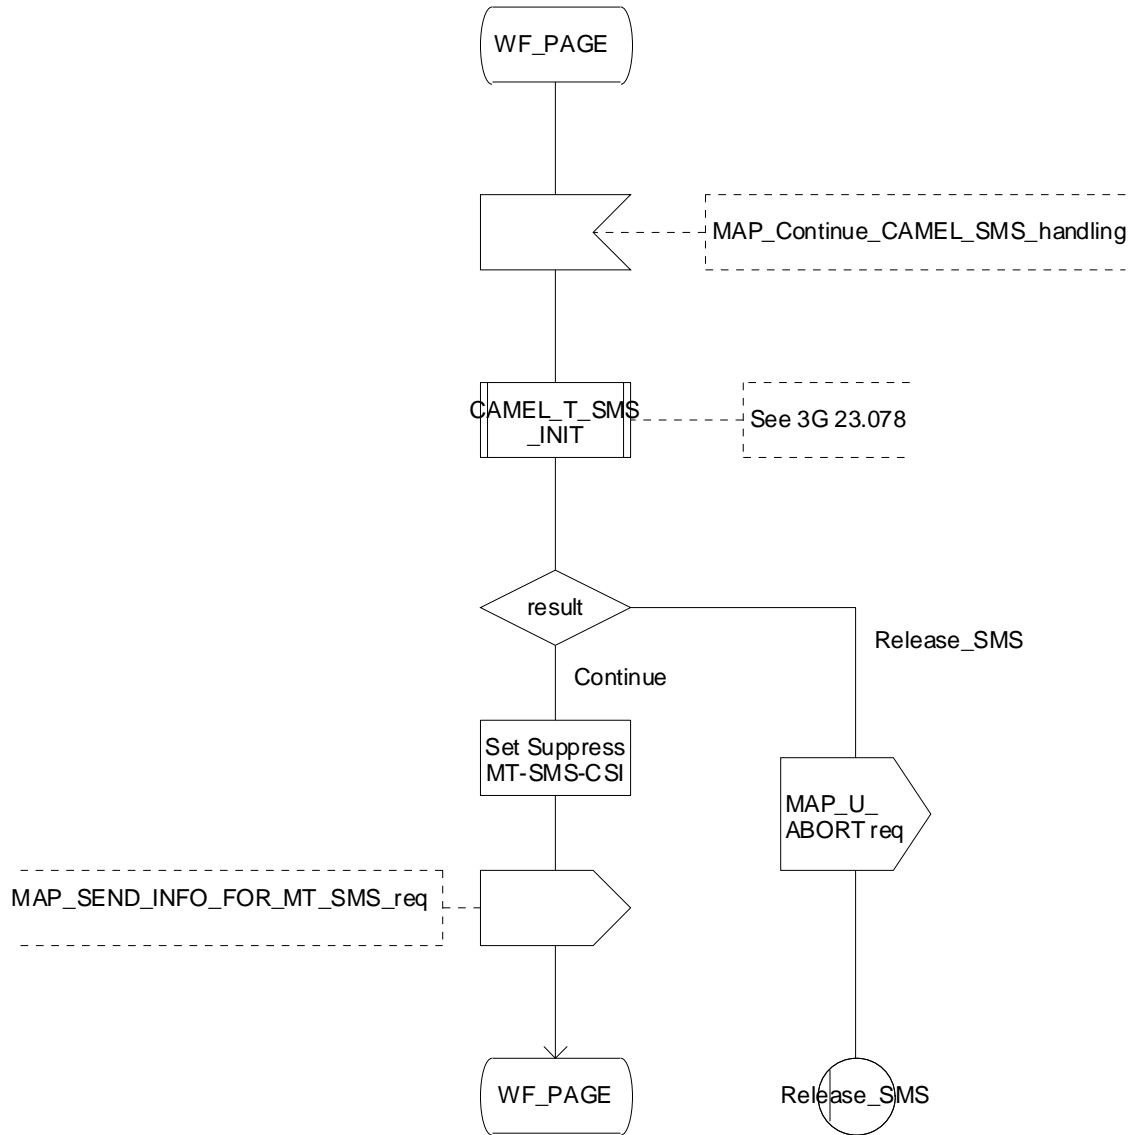 WF_PAGE
MAP_Continue_CAMEL_SMS_handling
CAMEL_T_SMS
_INIT
See 3G 23.078
result
Release_SMS
Continue
Set Suppress
MT-SMS-CSI
MAP_U_
ABORT req
MAP_SEND_INFO_FOR_MT_SMS_req
WF_PAGE
Release_SMS